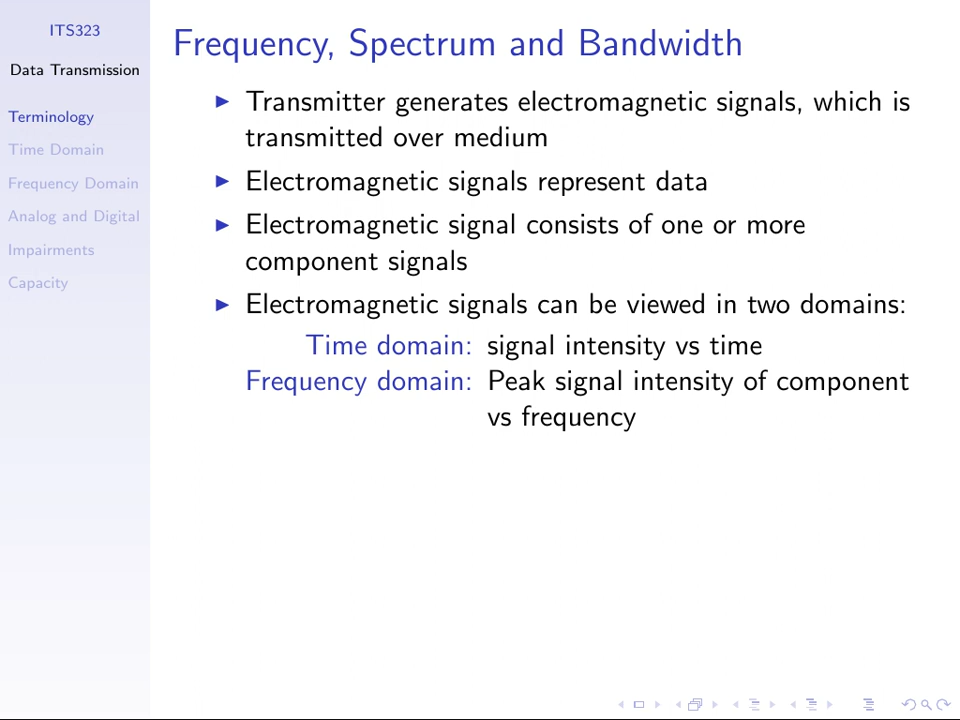 ITS323
Data Transmission
Terminology
Time Domain
Frequency Domain
Analog and Digital
Impairments
Capacity
Frequency, Spectrum and Bandwidth
Transmitter generates electromagnetic signals, which is
transmitted over medium
Electromagnetic signals represent data
Electromagnetic signal consists of one or more
component signals
Electromagnetic signals can be viewed in two domains:
Time domain: signal intensity vs time
Frequency domain: Peak signal intensity of component
vs frequency